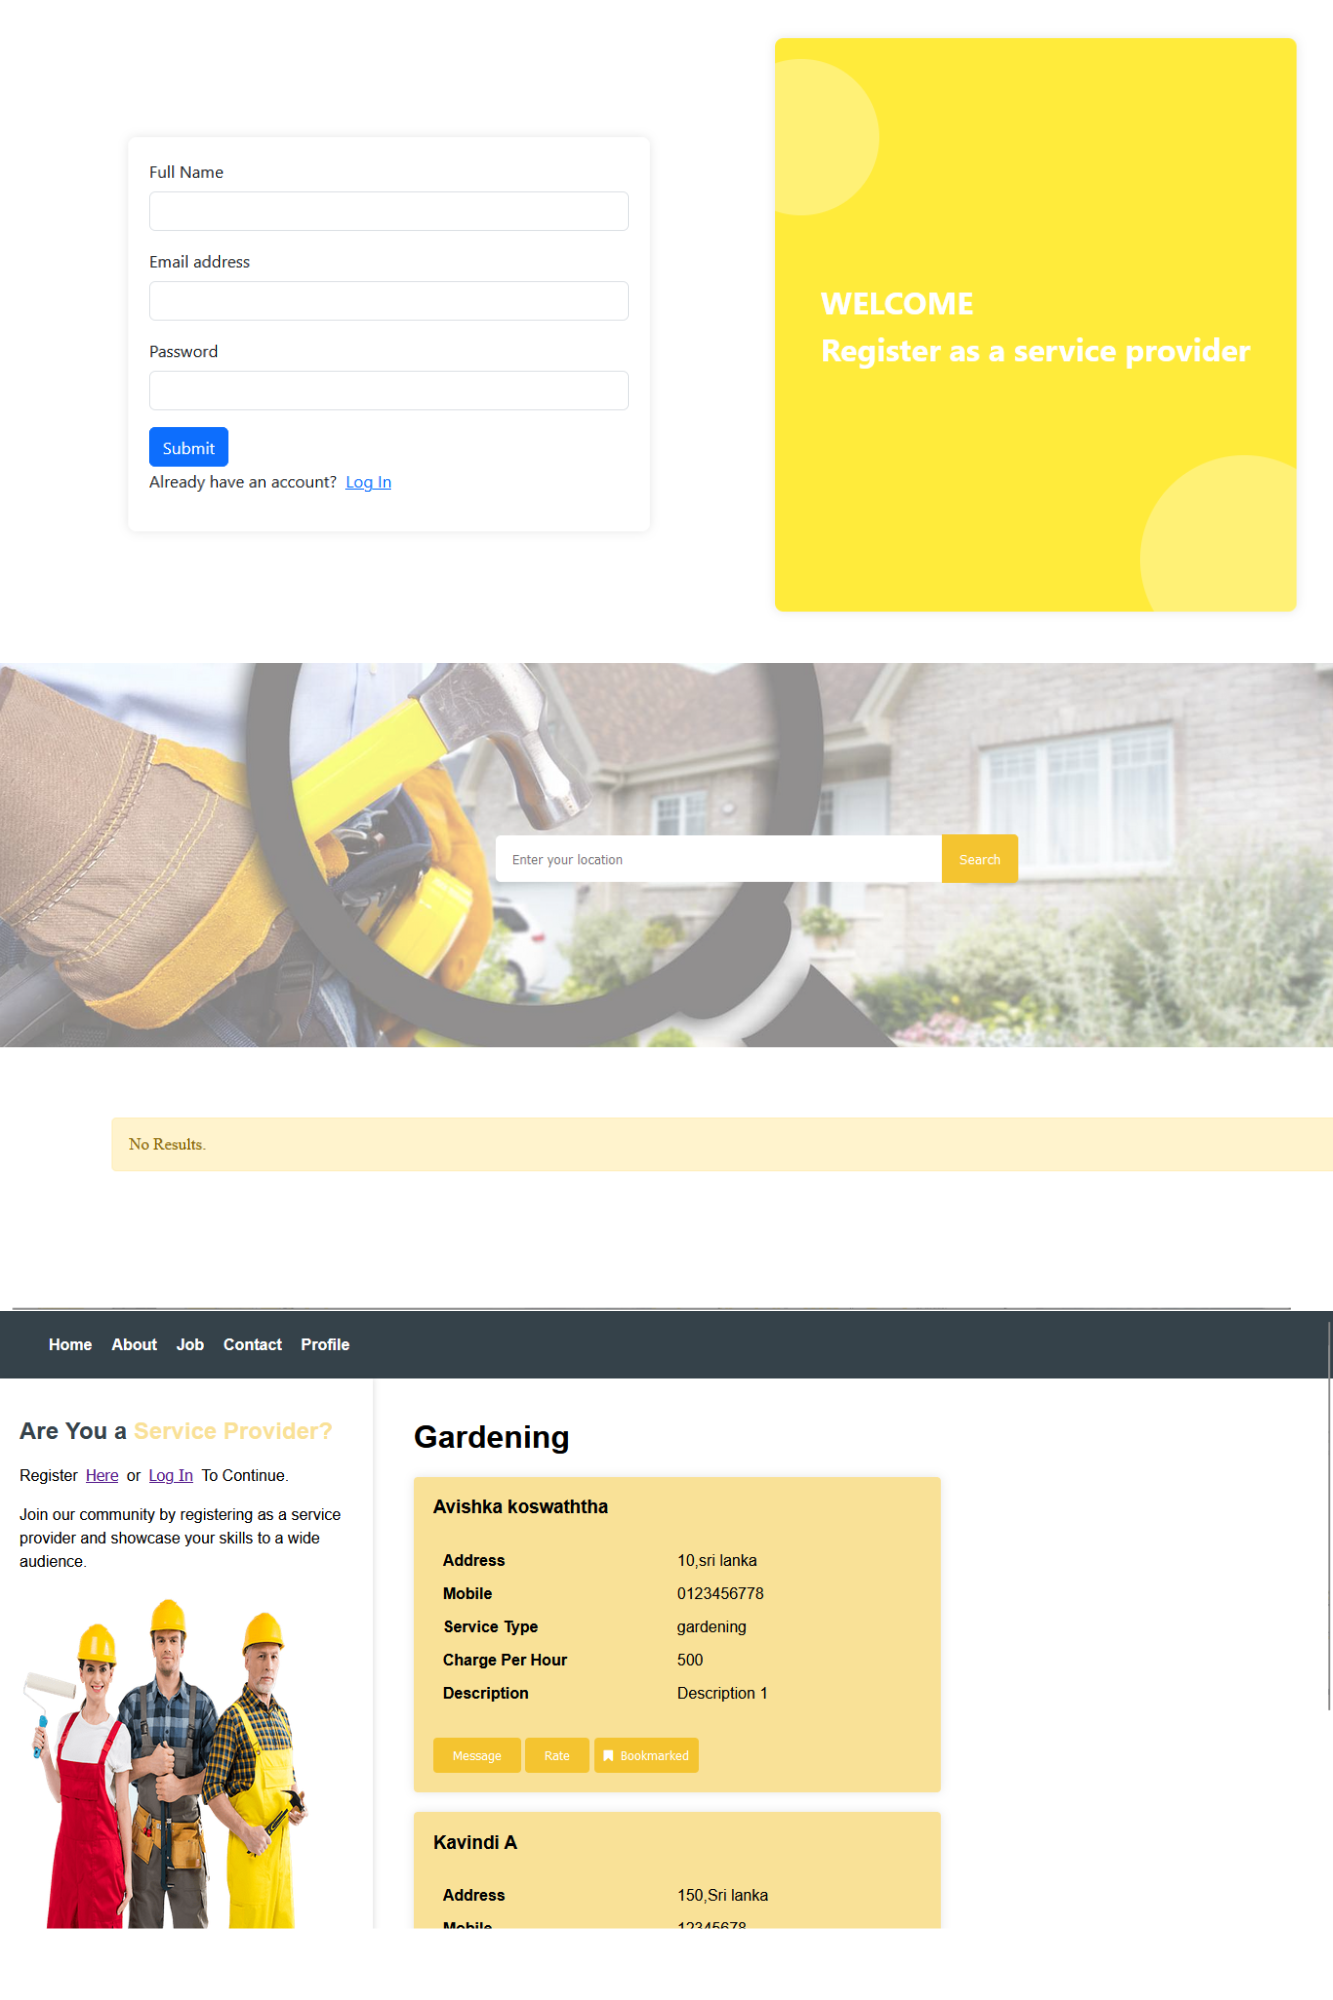 Full Name
Email address
Password
Submit
Already have an account? Log In
WELCOME
Register as a service provider
Enter your location
Search
No Results.
Home About Job Contact Profile
Are You a Service Provider?
Register Here or Log In To Continue.
Join our community by registering as a service
provider and showcase your skills to a wide
audience.
Gardening
Avishka koswaththa
Address 10,sri lanka
Mobile 0123456778
Service Type gardening
Charge Per Hour 500
Description Description 1
Message Rate Bookmarked
Kavindi A
Address 150,Sri lanka
Mobile 12345678